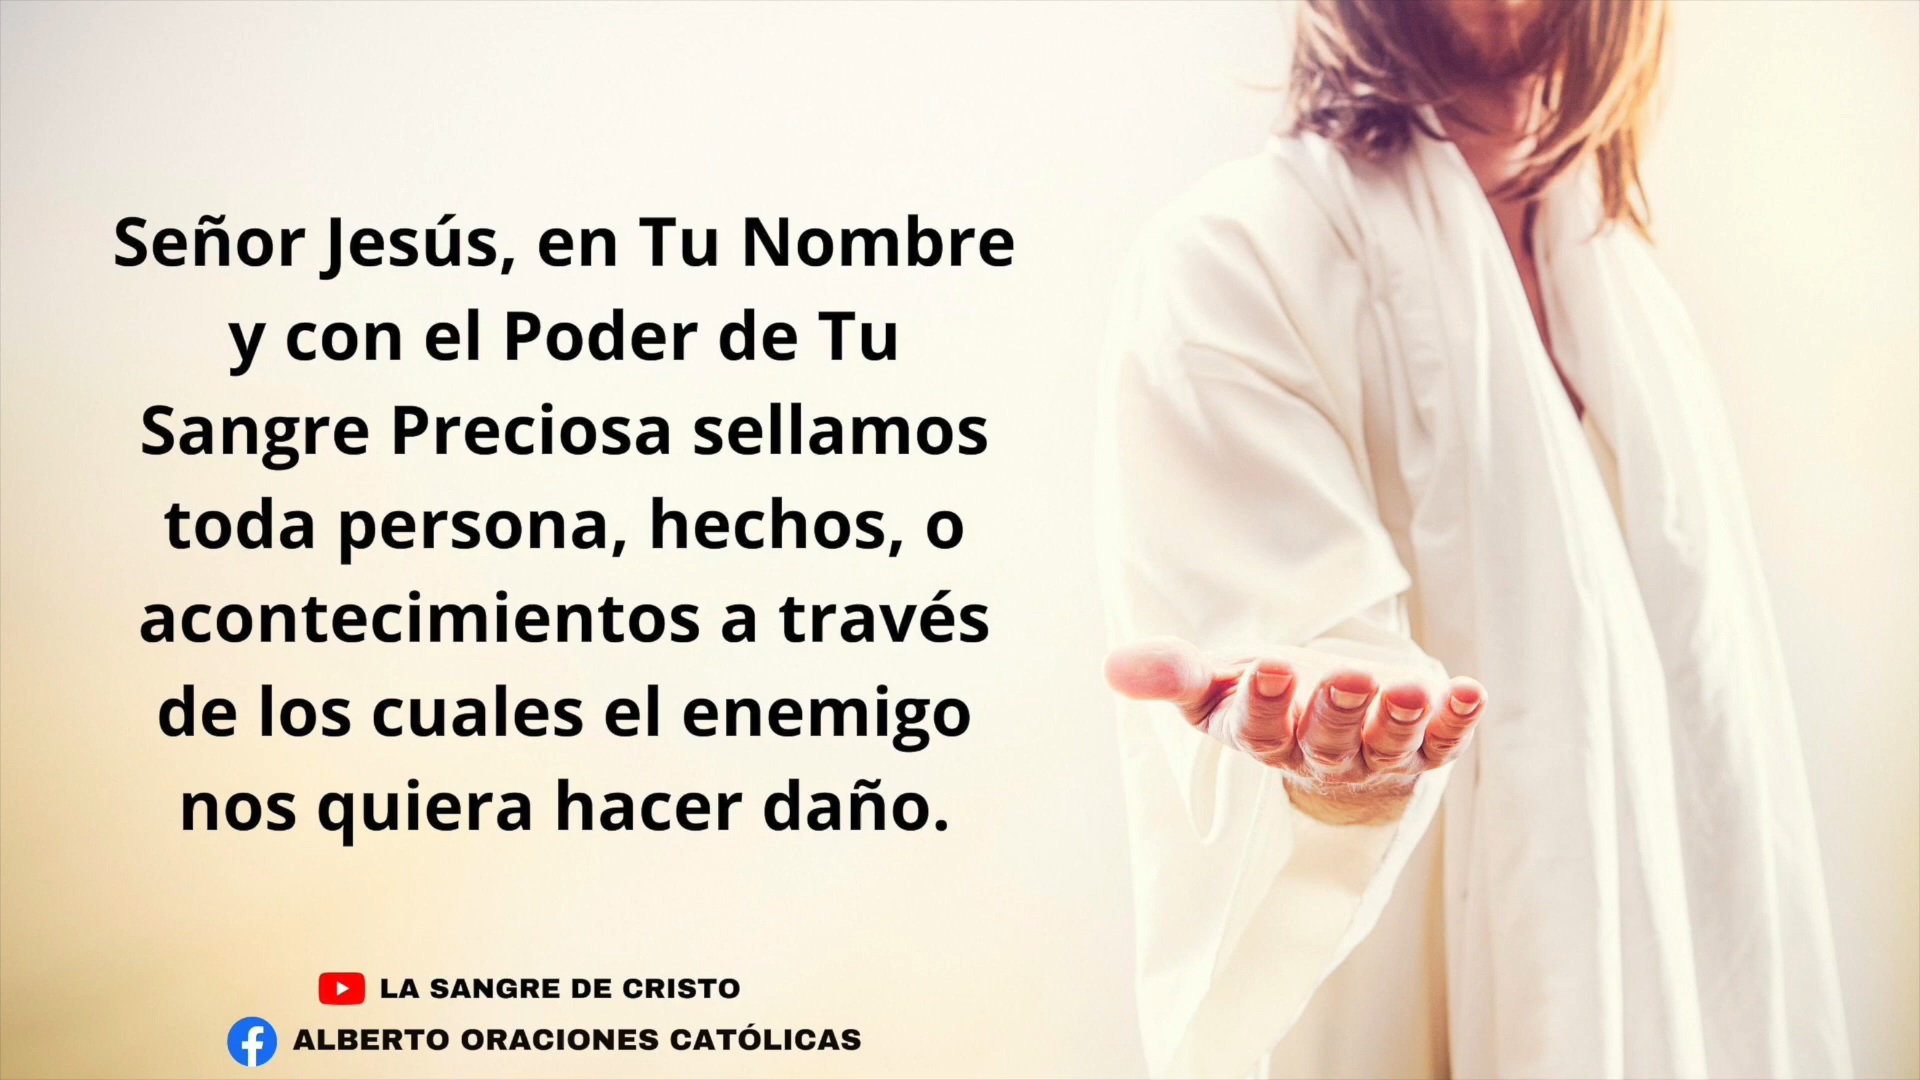 Señor Jesús, en Tu Nombre
y con el Poder de Tu
Sangre Preciosa sellamos
toda persona, hechos, o
acontecimientos a través
de los cuales el enemigo
nos quiera hacer daño.
LA SANGRE DE CRISTO
ALBERTO ORACIONES CATÓLICAS